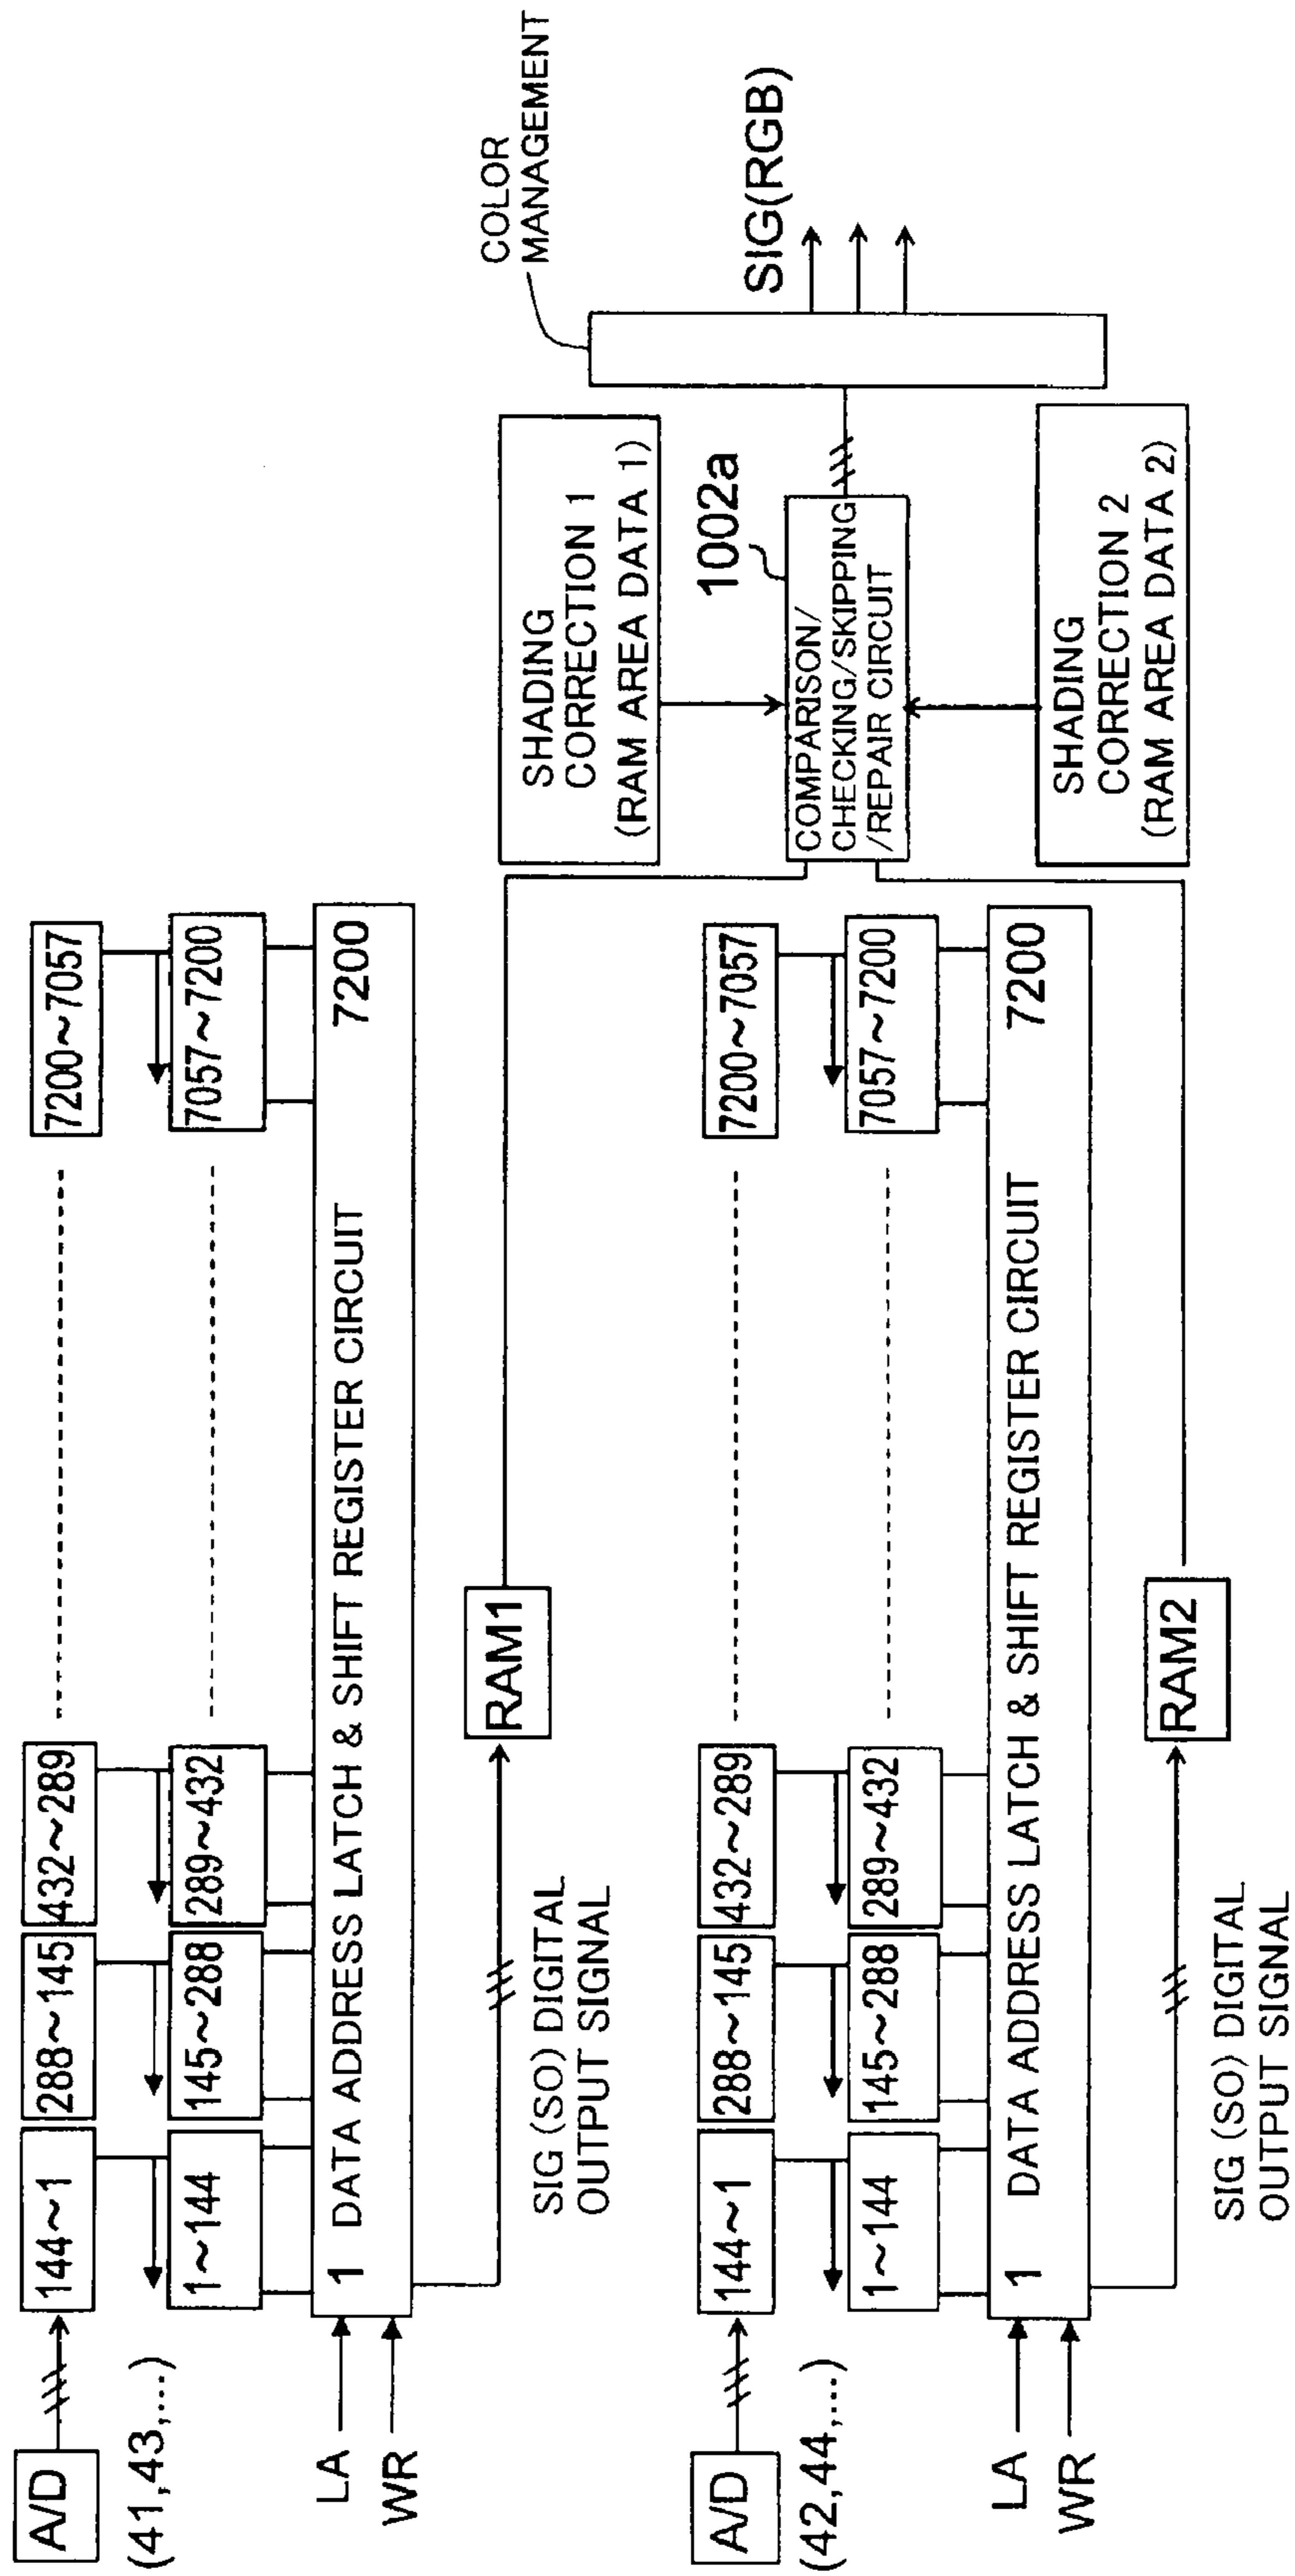 A/D
144~1
288~145
432~289
7200~7057
(41,43,....)
1~144
145~288
289~432
7057~7200
LA
WR
1 DATA ADDRESS LATCH & SHIFT REGISTER CIRCUIT 7200
SIG (SO) DIGITAL
OUTPUT SIGNAL
RAM1
COLOR
MANAGEMENT
SHADING
CORRECTION 1
(RAM AREA DATA 1)
1002a
SIG(RGB)
COMPARISON/
CHECKING/SKIPPING
/REPAIR CIRCUIT
SHADING
CORRECTION 2
(RAM AREA DATA 2)
A/D
144~1
288~145
432~289
7200~7057
(42,44,....)
1~144
145~288
289~432
7057~7200
LA
WR
1 DATA ADDRESS LATCH & SHIFT REGISTER CIRCUIT 7200
SIG (SO) DIGITAL
OUTPUT SIGNAL
RAM2